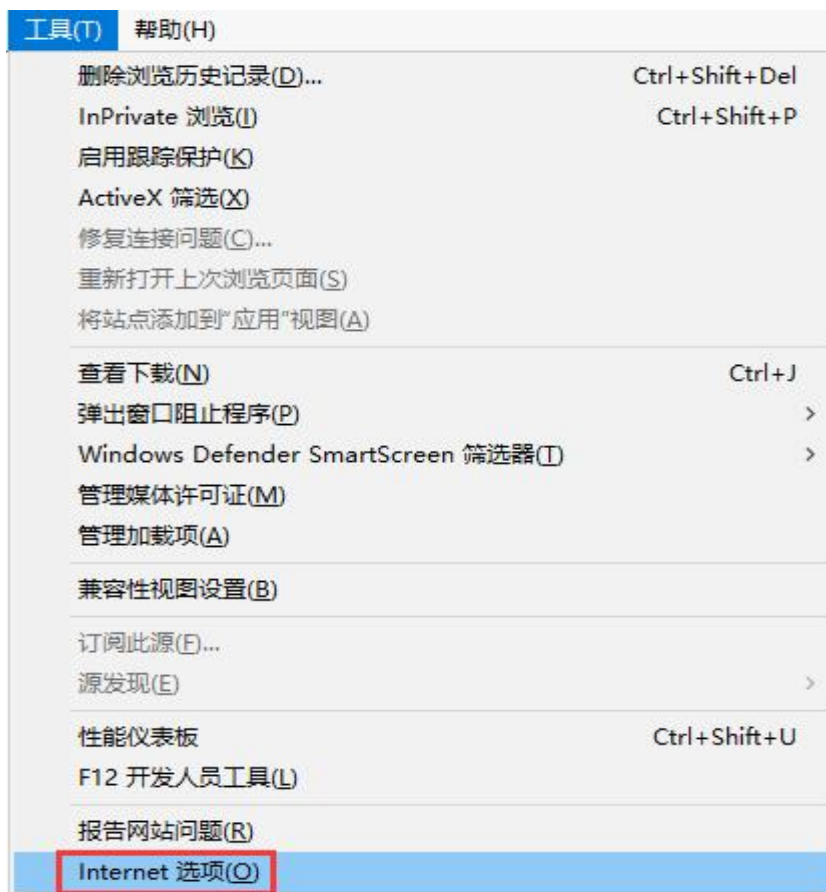 工具(T) 帮助(H)
删除浏览历史记录(D)... Ctrl+Shift+Del
InPrivate 浏览(I) Ctrl+Shift+P
启用跟踪保护(K)
ActiveX 筛选(X)
修复连接问题(C)...
重新打开上次浏览页面(S)
将站点添加到“应用”视图(A)
查看下载(N) Ctrl+J
弹出窗口阻止程序(P)
Windows Defender SmartScreen 筛选器(T)
管理媒体许可证(M)
管理加载项(A)
兼容性视图设置(B)
订阅此源(F)...
源发现(E)
性能仪表板 Ctrl+Shift+U
F12 开发人员工具(L)
报告网站问题(R)
Internet 选项(O)